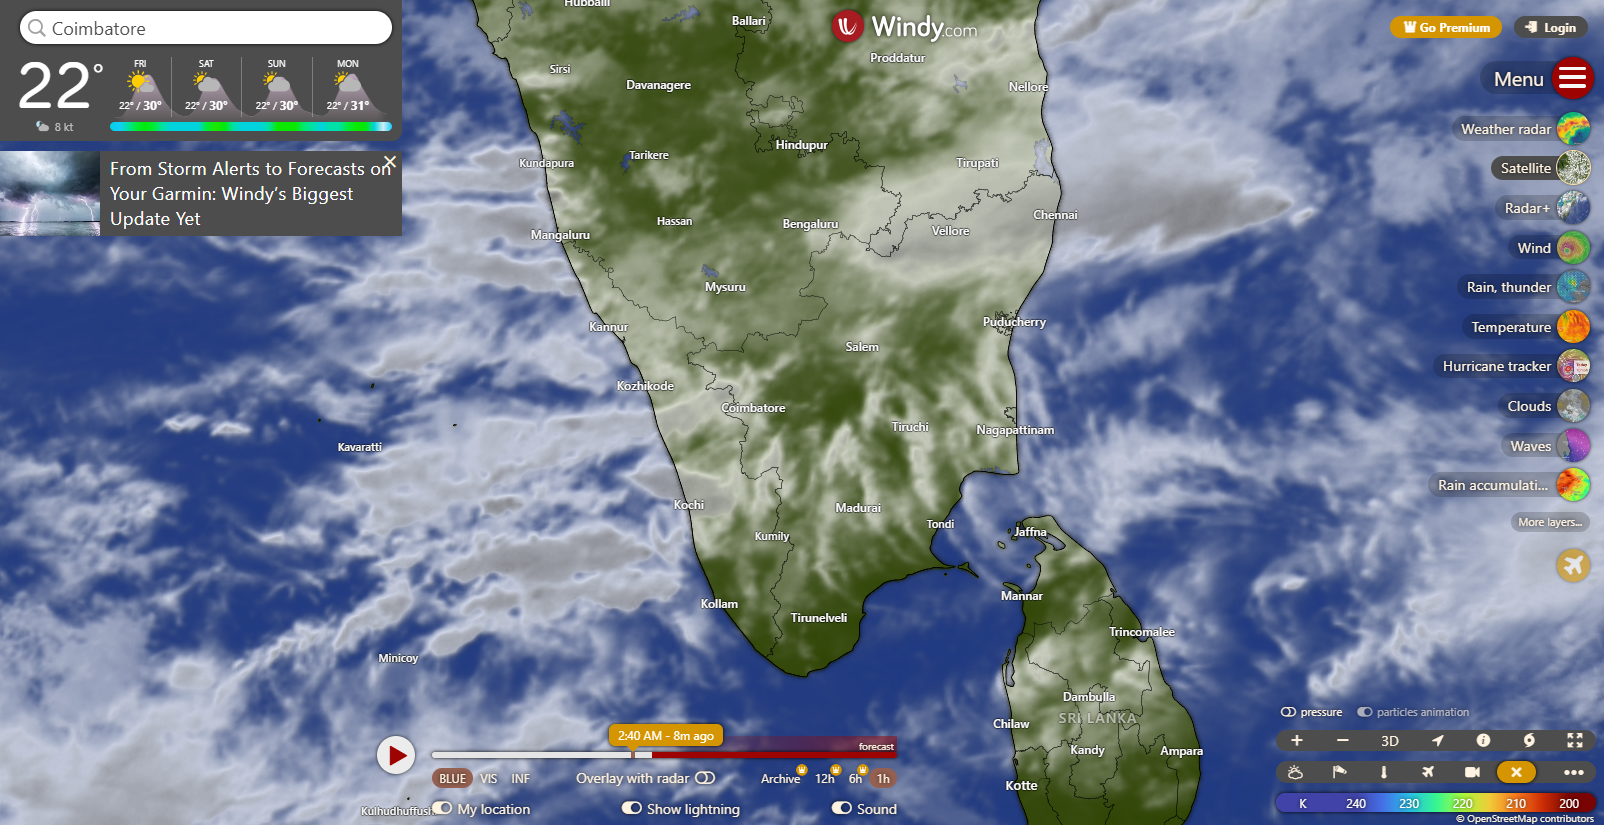 Coimbatore
22°
8 kt
FRI
22° / 30°
SAT
22° / 30°
SUN
22° / 30°
MON
22° / 31°
From Storm Alerts to Forecasts on
Your Garmin: Windy’s Biggest
Update Yet
Windy.com
Go Premium
Login
Menu
Weather radar
Satellite
Radar+
Wind
Rain, thunder
Temperature
Hurricane tracker
Clouds
Waves
Rain accumulati...
More layers...
Hubballi
Ballari
Proddatur
Sirsi
Davanagere
Nellore
Hindupur
Kundapura
Tarikere
Tirupati
Hassan
Bengaluru
Chennai
Mangaluru
Vellore
Mysuru
Kannur
Puducherry
Salem
Kozhikode
Coimbatore
Tiruchi
Nagapattinam
Kavaratti
Kochi
Madurai
Kumily
Tondi
Jaffna
Mannar
Kollam
Tirunelveli
Trincomalee
Minicoy
Dambulla
SRI LANKA
Chilaw
Kandy
Ampara
Kotte
Kulhudhuffush
2:40 AM - 8m ago
forecast
BLUE VIS INF
Overlay with radar
Archive 12h 6h 1h
My location
Show lightning
Sound
pressure
particles animation
3D
K 240 230 220 210 200
© OpenStreetMap contributors